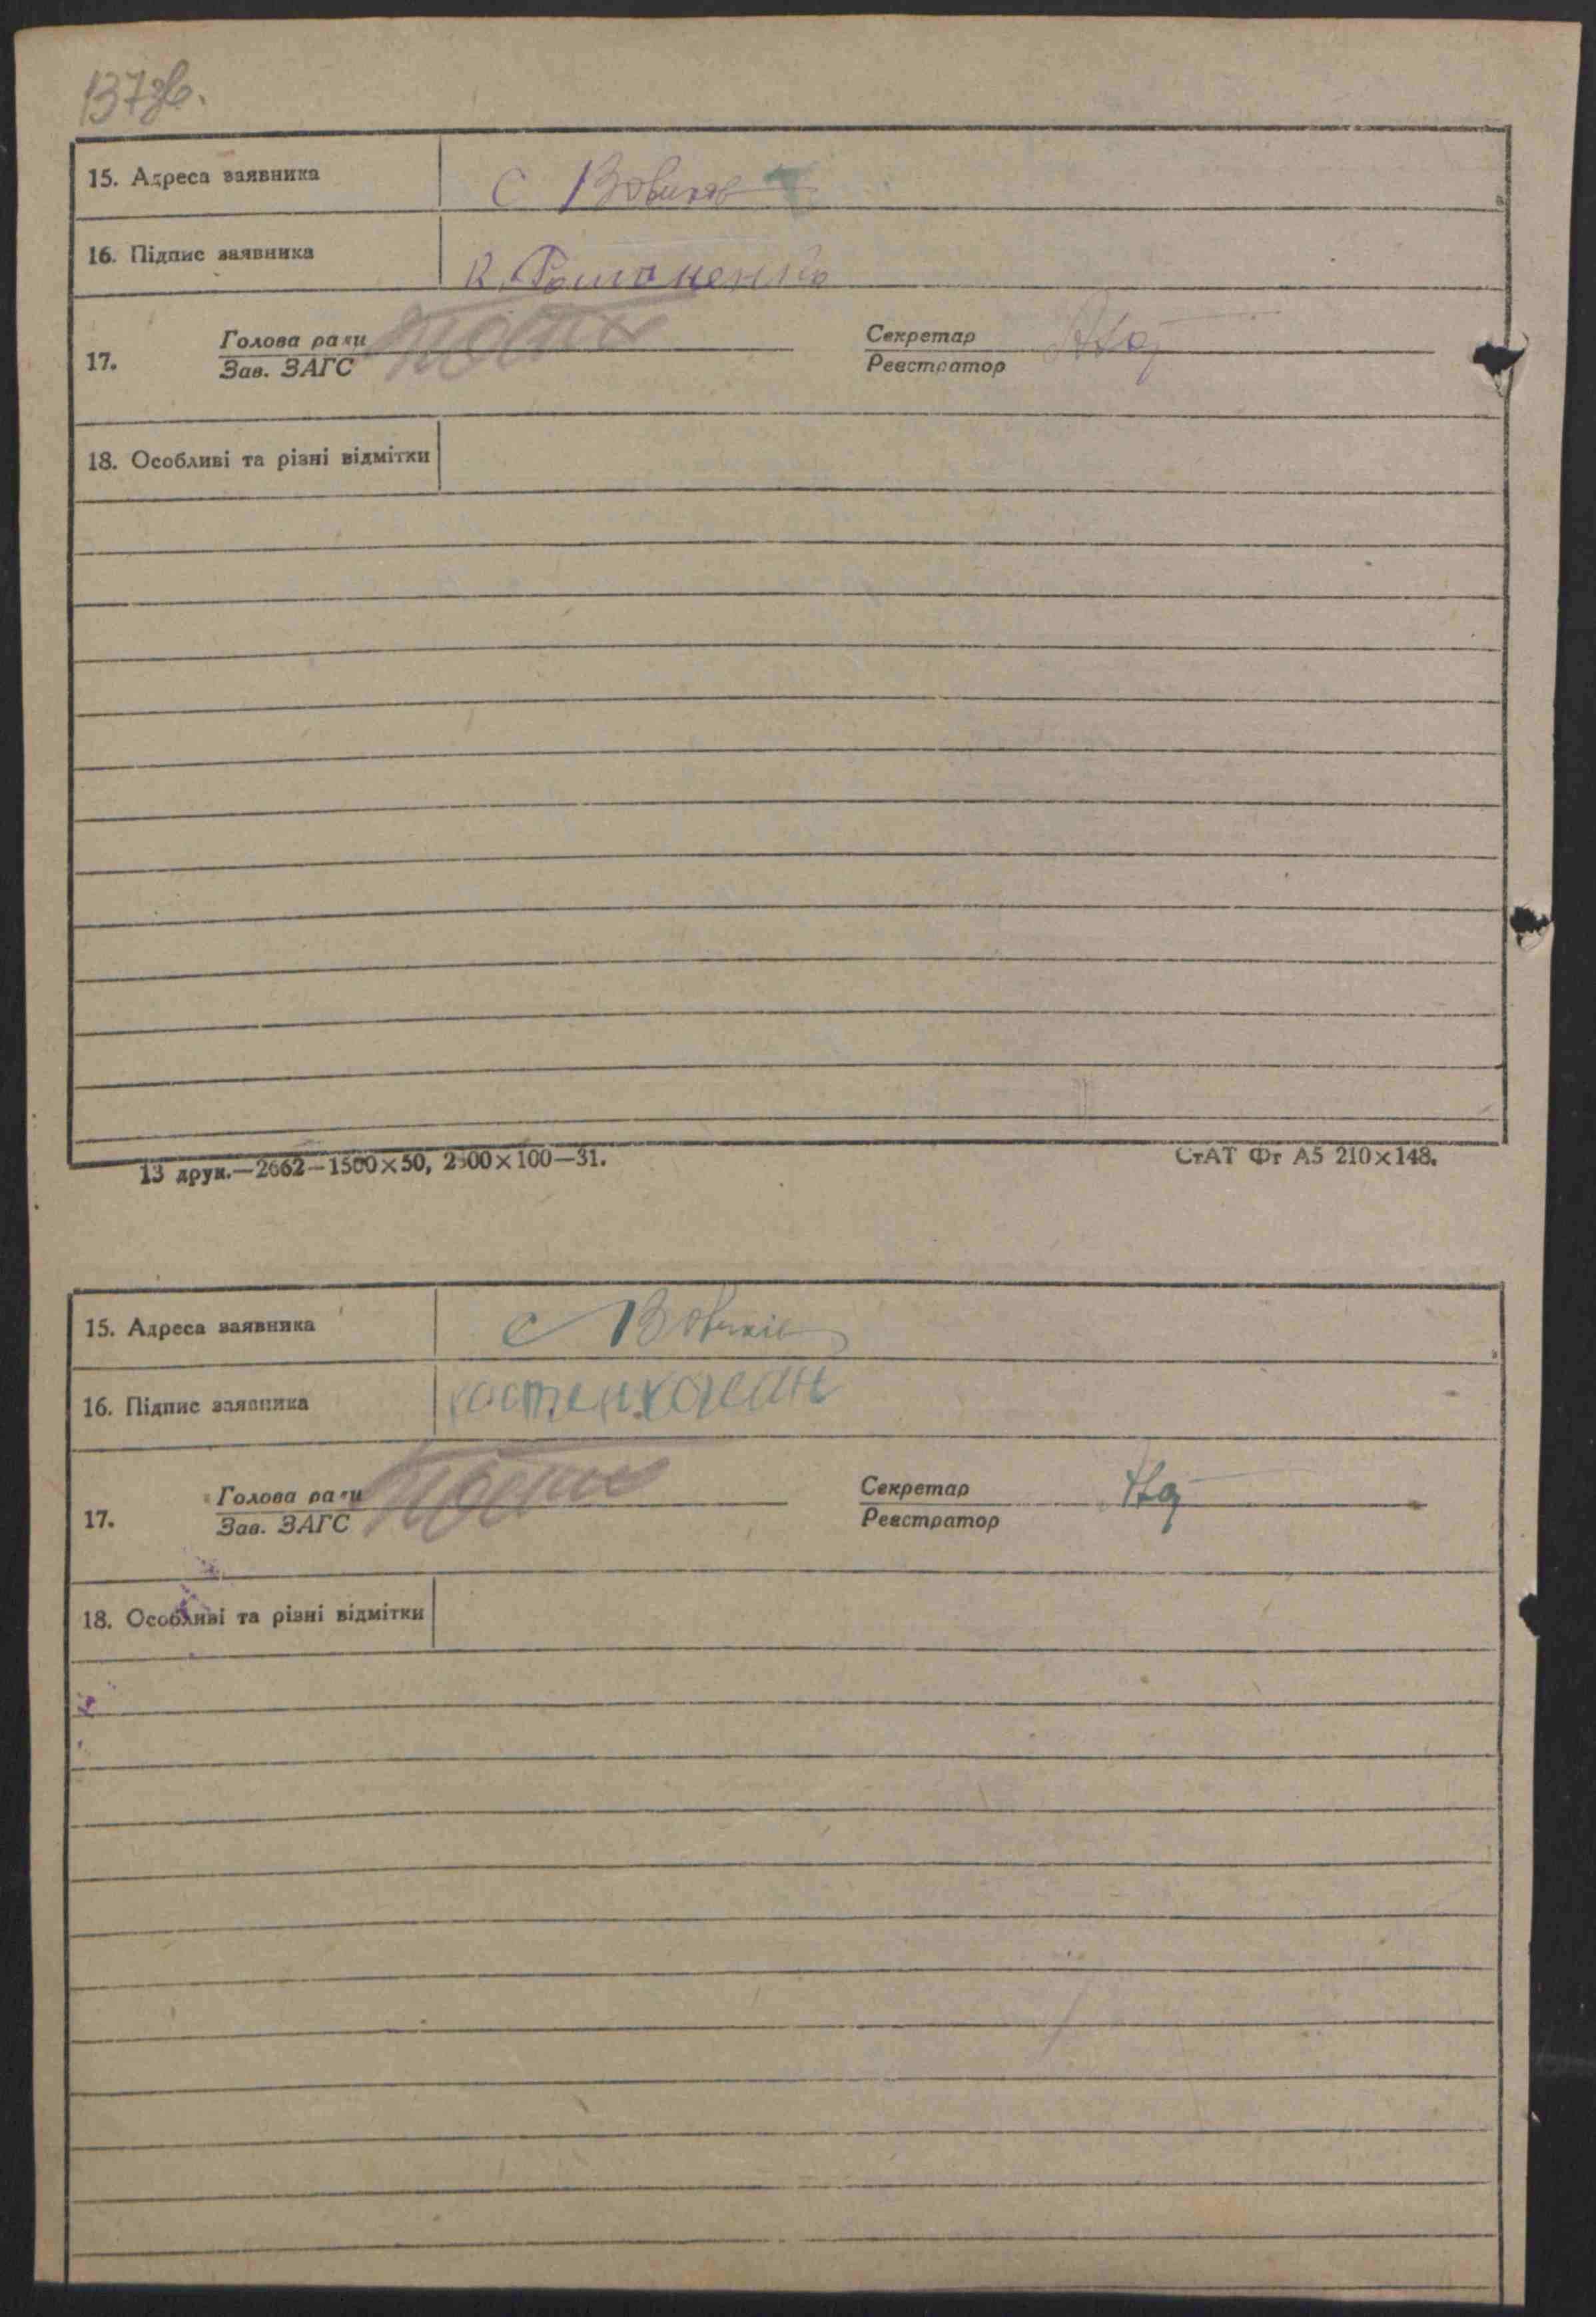 137зв.
15. Адреса заявника С Вовчків
16. Підпис заявника К. Романенко
17. Голова ради Секретар
Зав. ЗАГС Реєстратор
18. Особливі та різні відмітки
13 друк.—2662—1500×50, 2500×100—31. СтАТ Фт А5 210×148.
15. Адреса заявника с Вовчків
16. Підпис заявника
17. Голова ради Секретар
Зав. ЗАГС Реєстратор
18. Особливі та різні відмітки